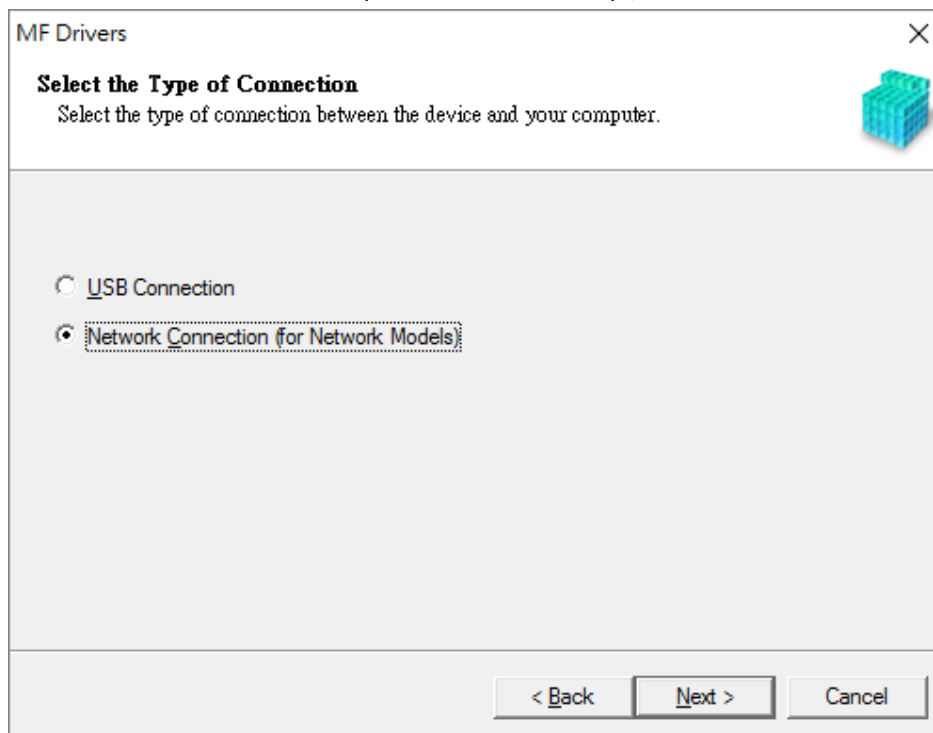 MF Drivers
Select the Type of Connection
Select the type of connection between the device and your computer.
USB Connection
Network Connection (for Network Models)
< Back Next > Cancel